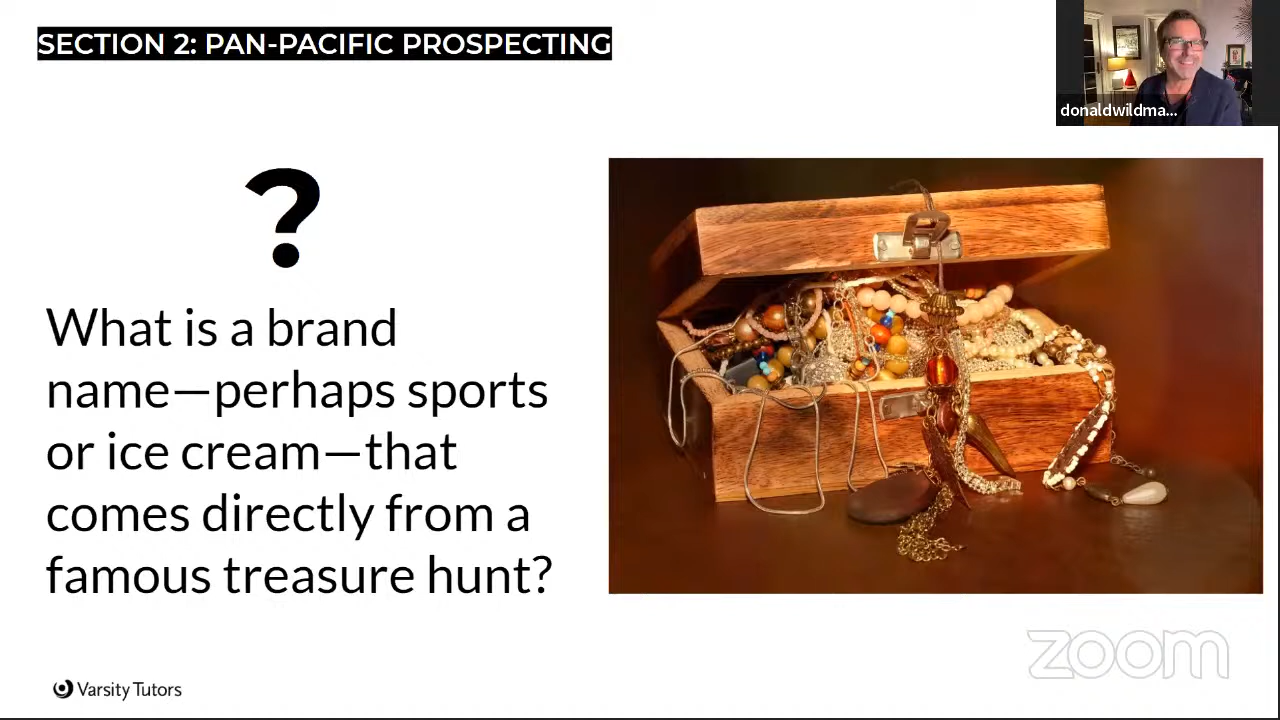 SECTION 2: PAN-PACIFIC PROSPECTING
donaldwildma...
?
What is a brand
name—perhaps sports
or ice cream—that
comes directly from a
famous treasure hunt?
zoom
Varsity Tutors